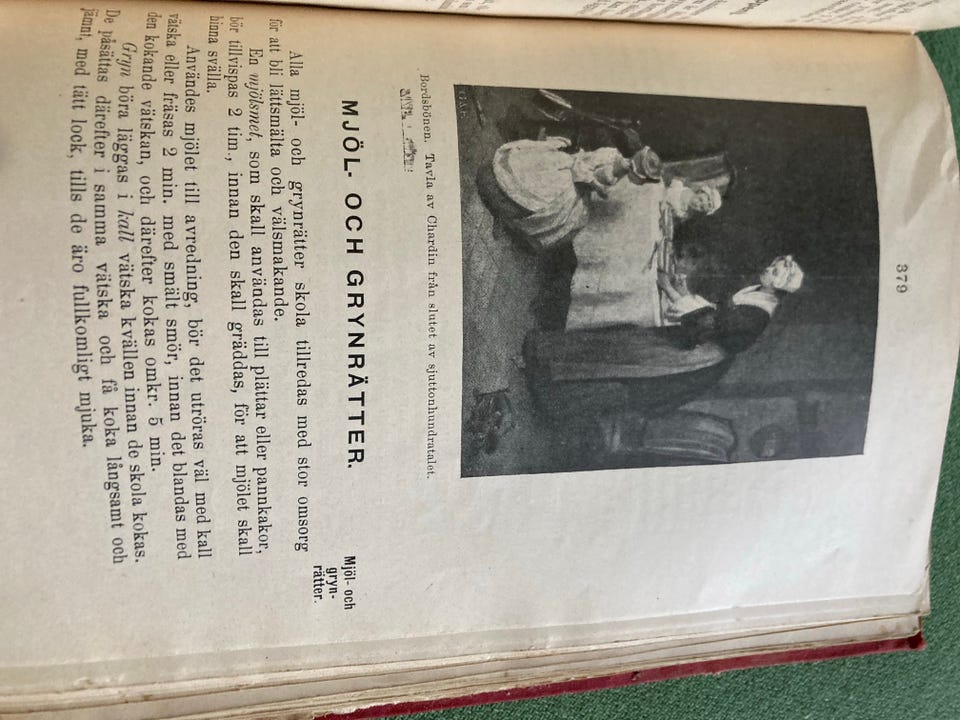 379
Bordsbönen. Tavla av Chardin från slutet av sjuttonhundratalet.
MJÖL- OCH GRYNRÄTTER.
Mjöl- och
gryn-
rätter.
Alla mjöl- och grynrätter skola tillredas med stor omsorg
för att bli lättsmälta och välsmakande.
En mjölsmet, som skall användas till plättar eller pannkakor,
bör tillvispas 2 tim., innan den skall gräddas, för att mjölet skall
hinna svälla.
Användes mjölet till avredning, bör det utröras väl med kall
vätska eller fräsas 2 min. med smält smör, innan det blandas med
den kokande vätskan, och därefter kokas omkr. 5 min.
Gryn böra läggas i kall vätska kvällen innan de skola kokas.
De påsättas därefter i samma vätska och få koka långsamt och
jämnt, med tätt lock, tills de äro fullkomligt mjuka.